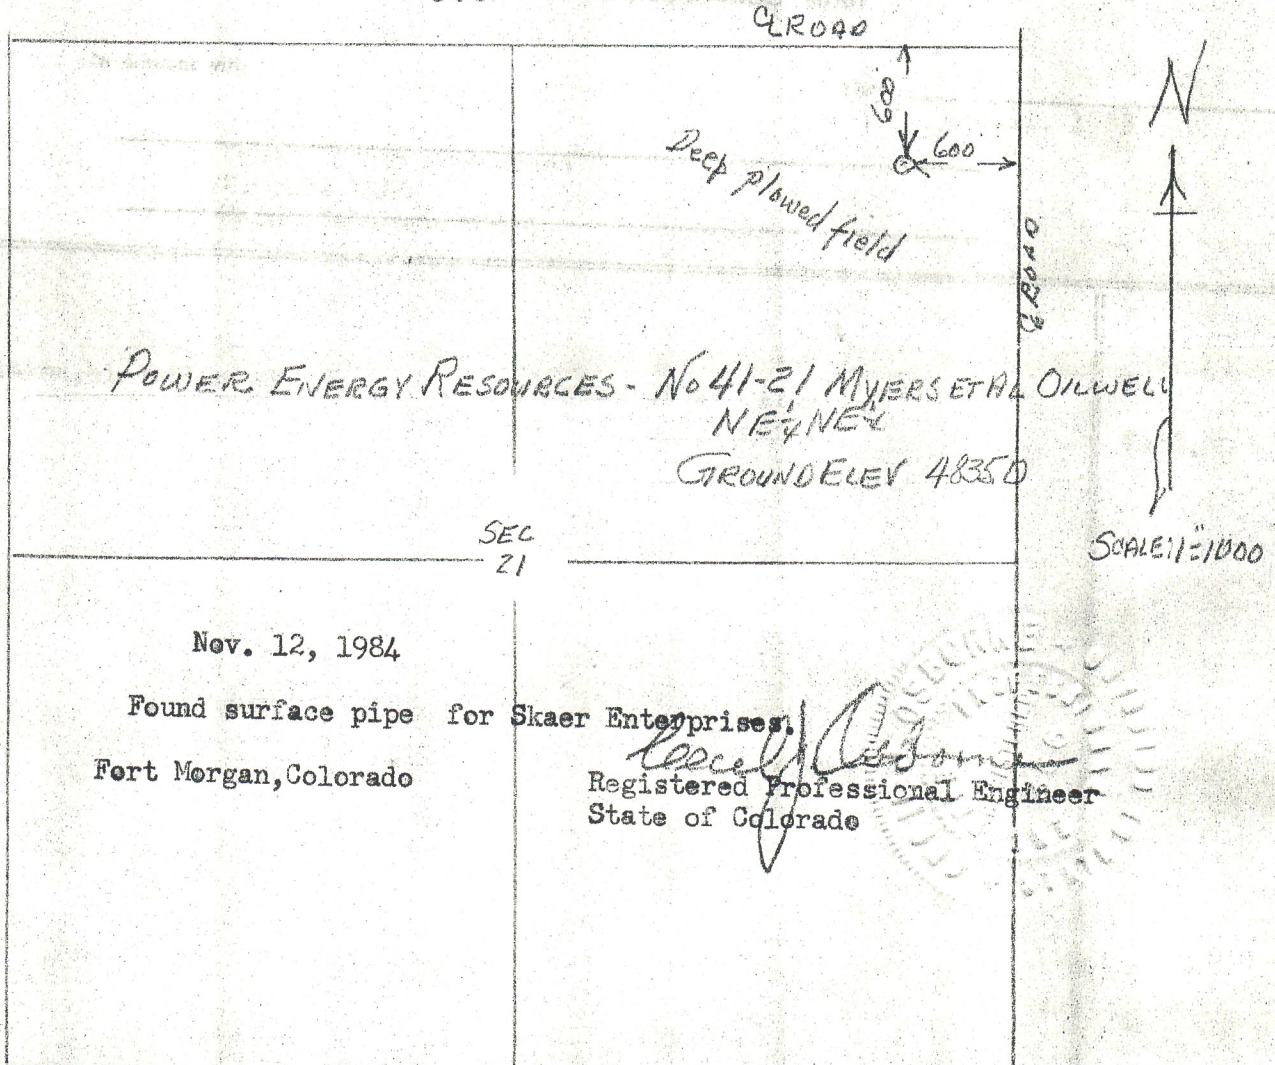 ℄ ROAD
N
680
600
Deep plowed field
℄ ROAD
POWER ENERGY RESOURCES - No 41-21 MYERS ET AL OILWELL
NE¼NE¼
GROUND ELEV 4835.0
SEC
21
SCALE: 1"=1000
Nov. 12, 1984
Found surface pipe for Skaer Enterprises.
Fort Morgan, Colorado
Registered Professional Engineer
State of Colorado